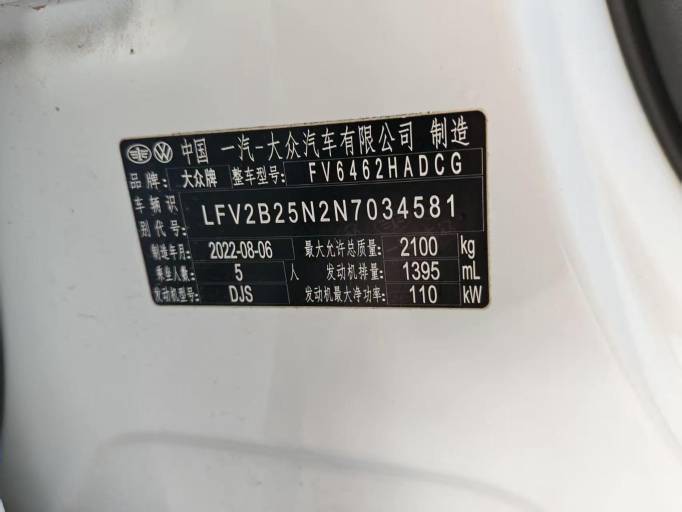 中国 一汽-大众汽车有限公司 制造
品牌: 大众牌 整车型号: FV6462HADCG
车辆识别代号: LFV2B25N2N7034581
制造年月: 2022-08-06 最大允许总质量: 2100 kg
乘坐人数: 5 人 发动机排量: 1395 mL
发动机型号: DJS 发动机最大净功率: 110 kW